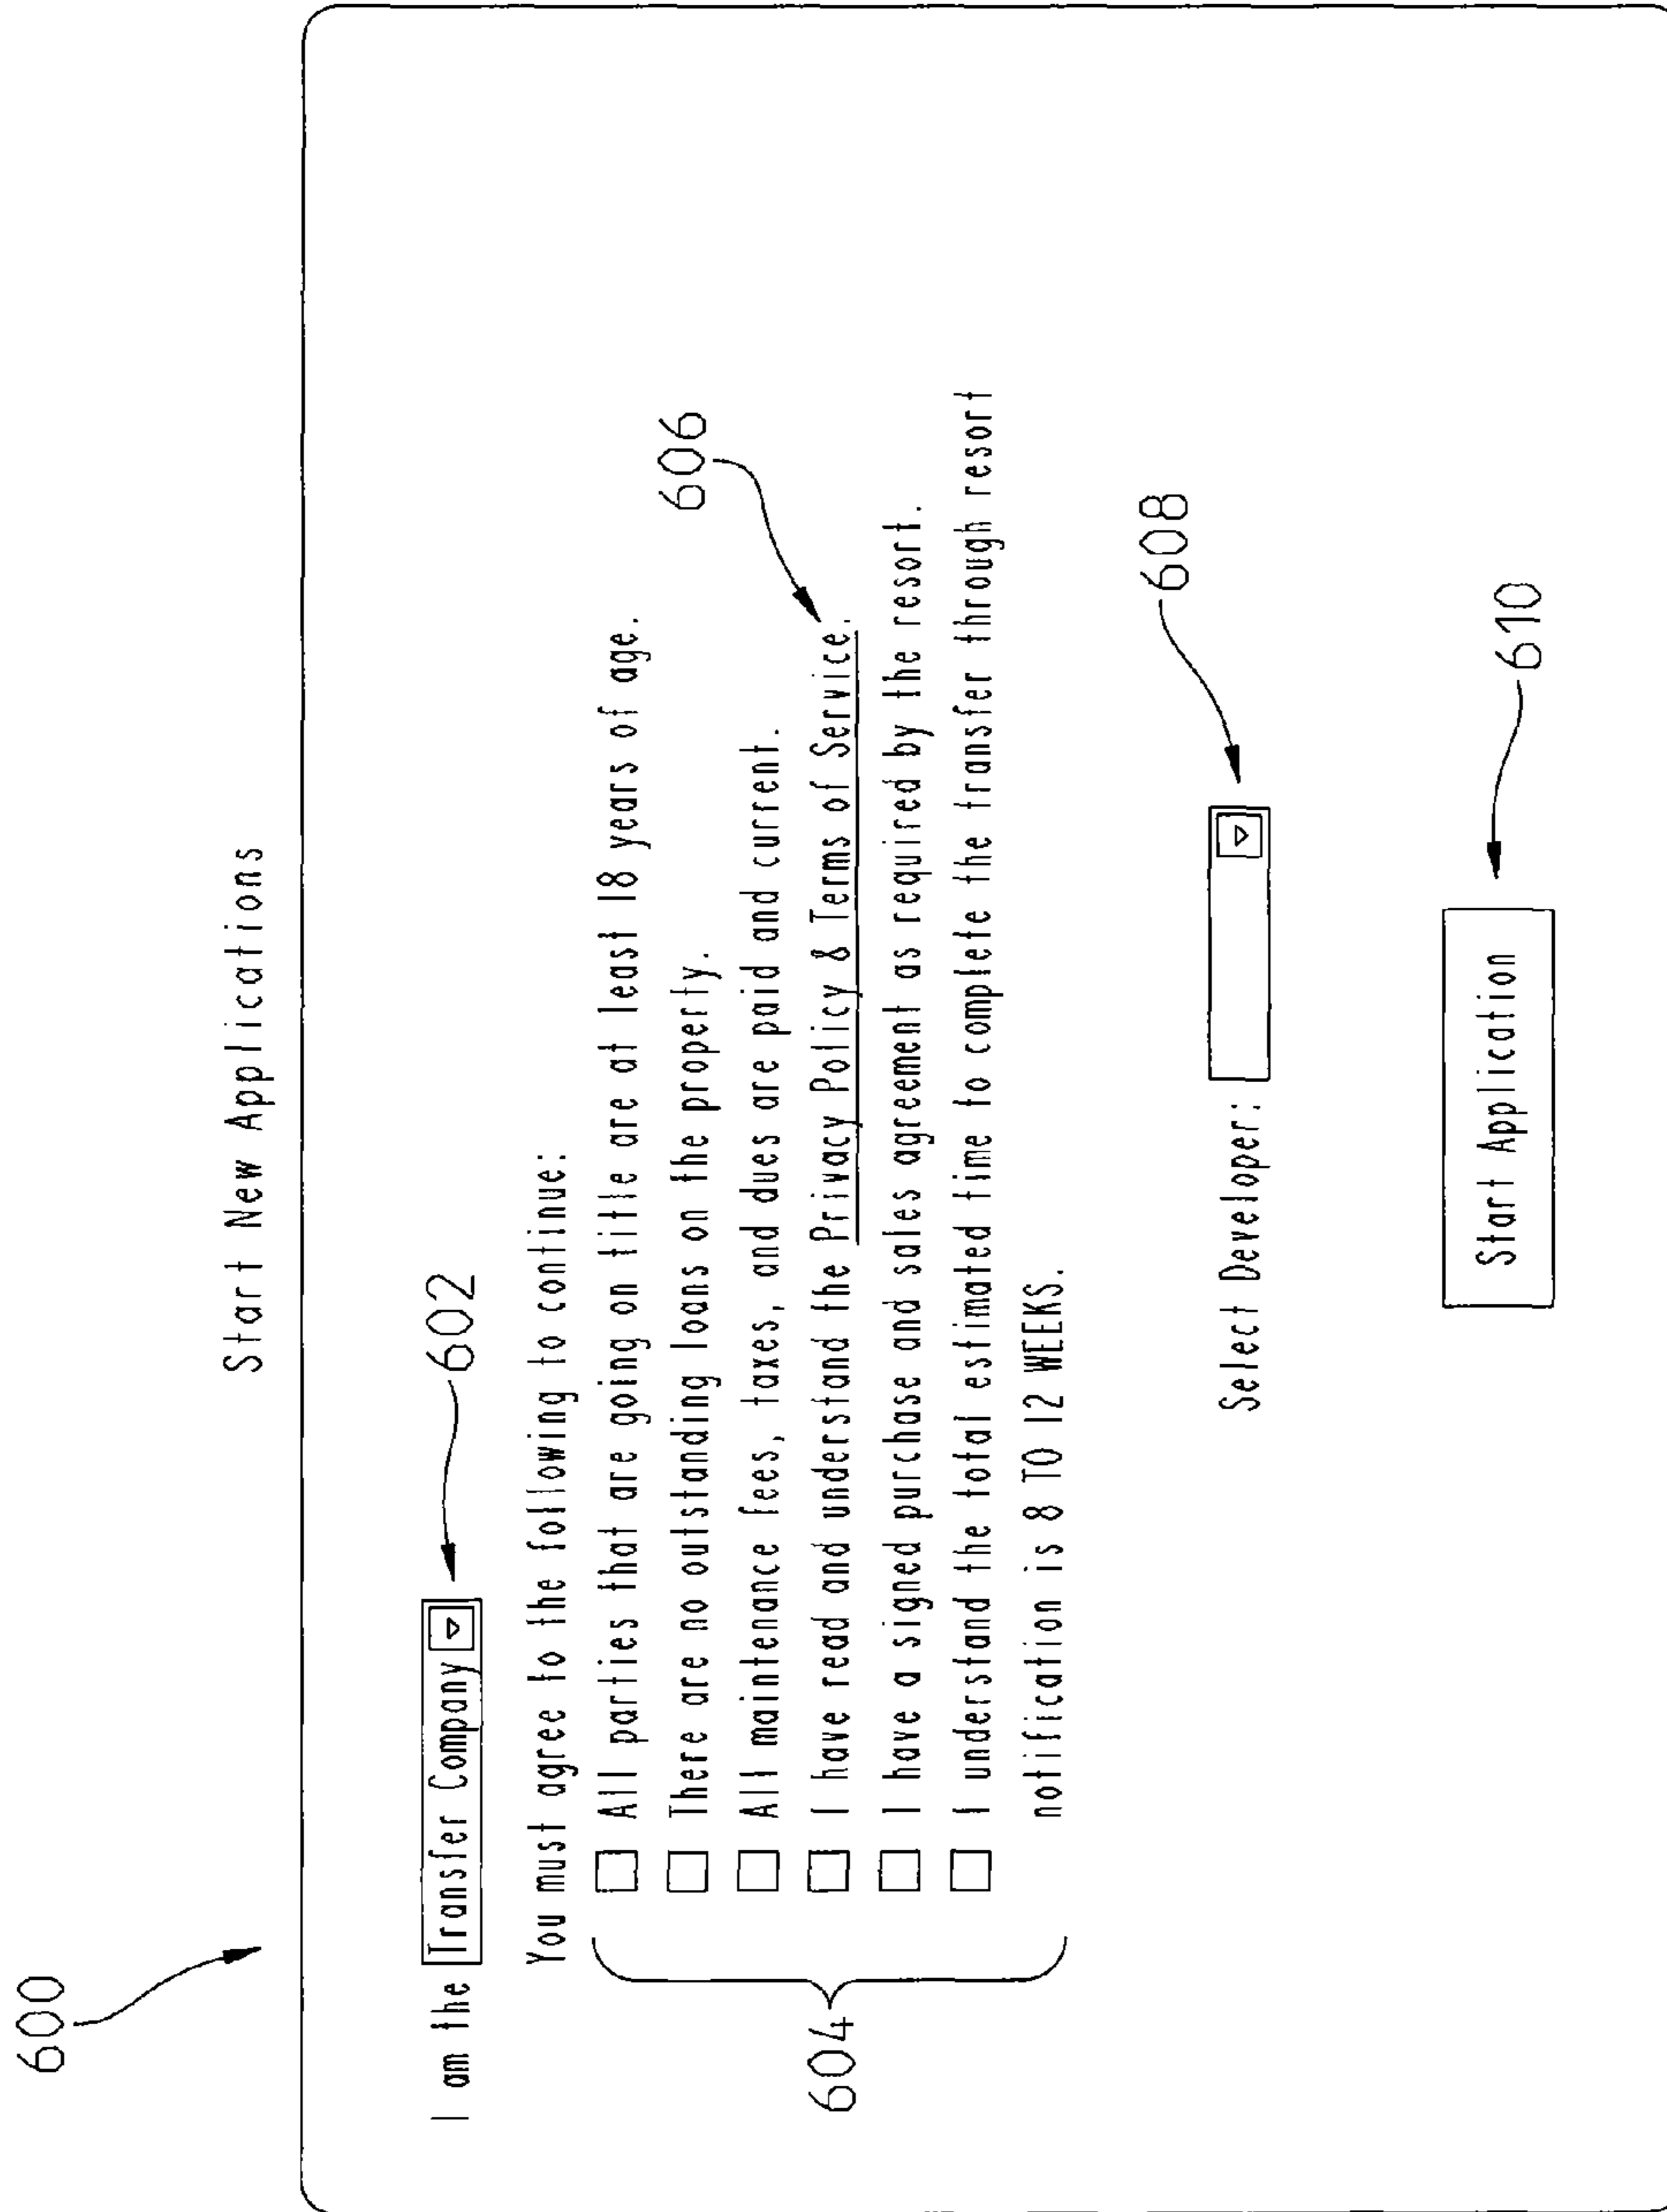 600
Start New Applications
I am the Transfer Company 602
You must agree to the following to continue:
All parties that are going on title are at least 18 years of age.
There are no outstanding loans on the property.
606
All maintenance fees, taxes, and dues are paid and current.
I have read and understand the Privacy Policy & Terms of Service.
604
I have a signed purchase and sales agreement as required by the resort.
I understand the total estimated time to complete the transfer through resort
notification is 8 TO 12 WEEKS.
608
Select Developer:
Start Application
610